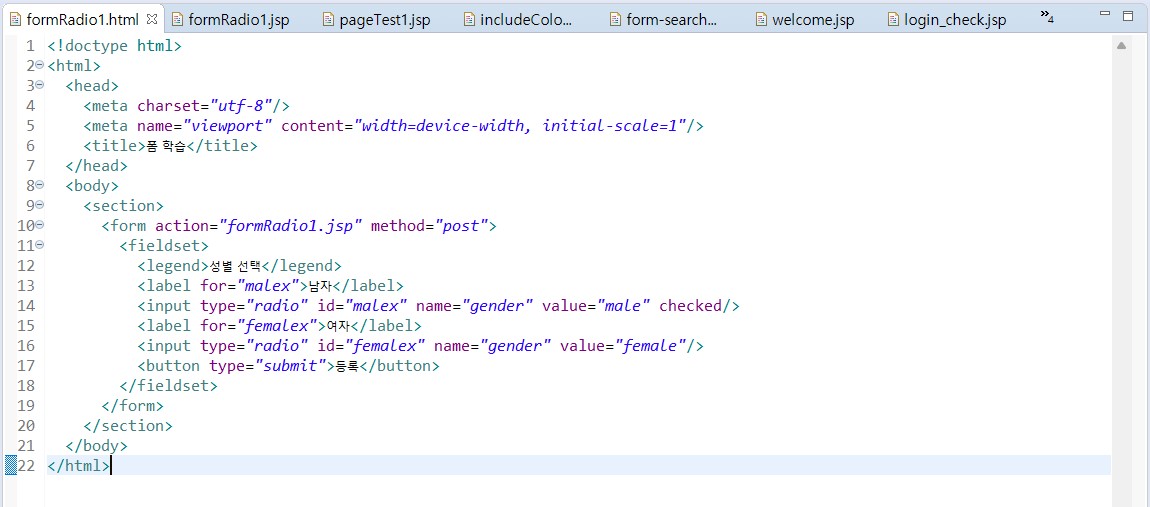 formRadio1.html formRadio1.jsp pageTest1.jsp includeColo... form-search... welcome.jsp login_check.jsp »4
1 <!doctype html>
2 <html>
3 <head>
4 <meta charset="utf-8"/>
5 <meta name="viewport" content="width=device-width, initial-scale=1"/>
6 <title>폼 학습</title>
7 </head>
8 <body>
9 <section>
10 <form action="formRadio1.jsp" method="post">
11 <fieldset>
12 <legend>성별 선택</legend>
13 <label for="malex">남자</label>
14 <input type="radio" id="malex" name="gender" value="male" checked/>
15 <label for="femalex">여자</label>
16 <input type="radio" id="femalex" name="gender" value="female"/>
17 <button type="submit">등록</button>
18 </fieldset>
19 </form>
20 </section>
21 </body>
22 </html>